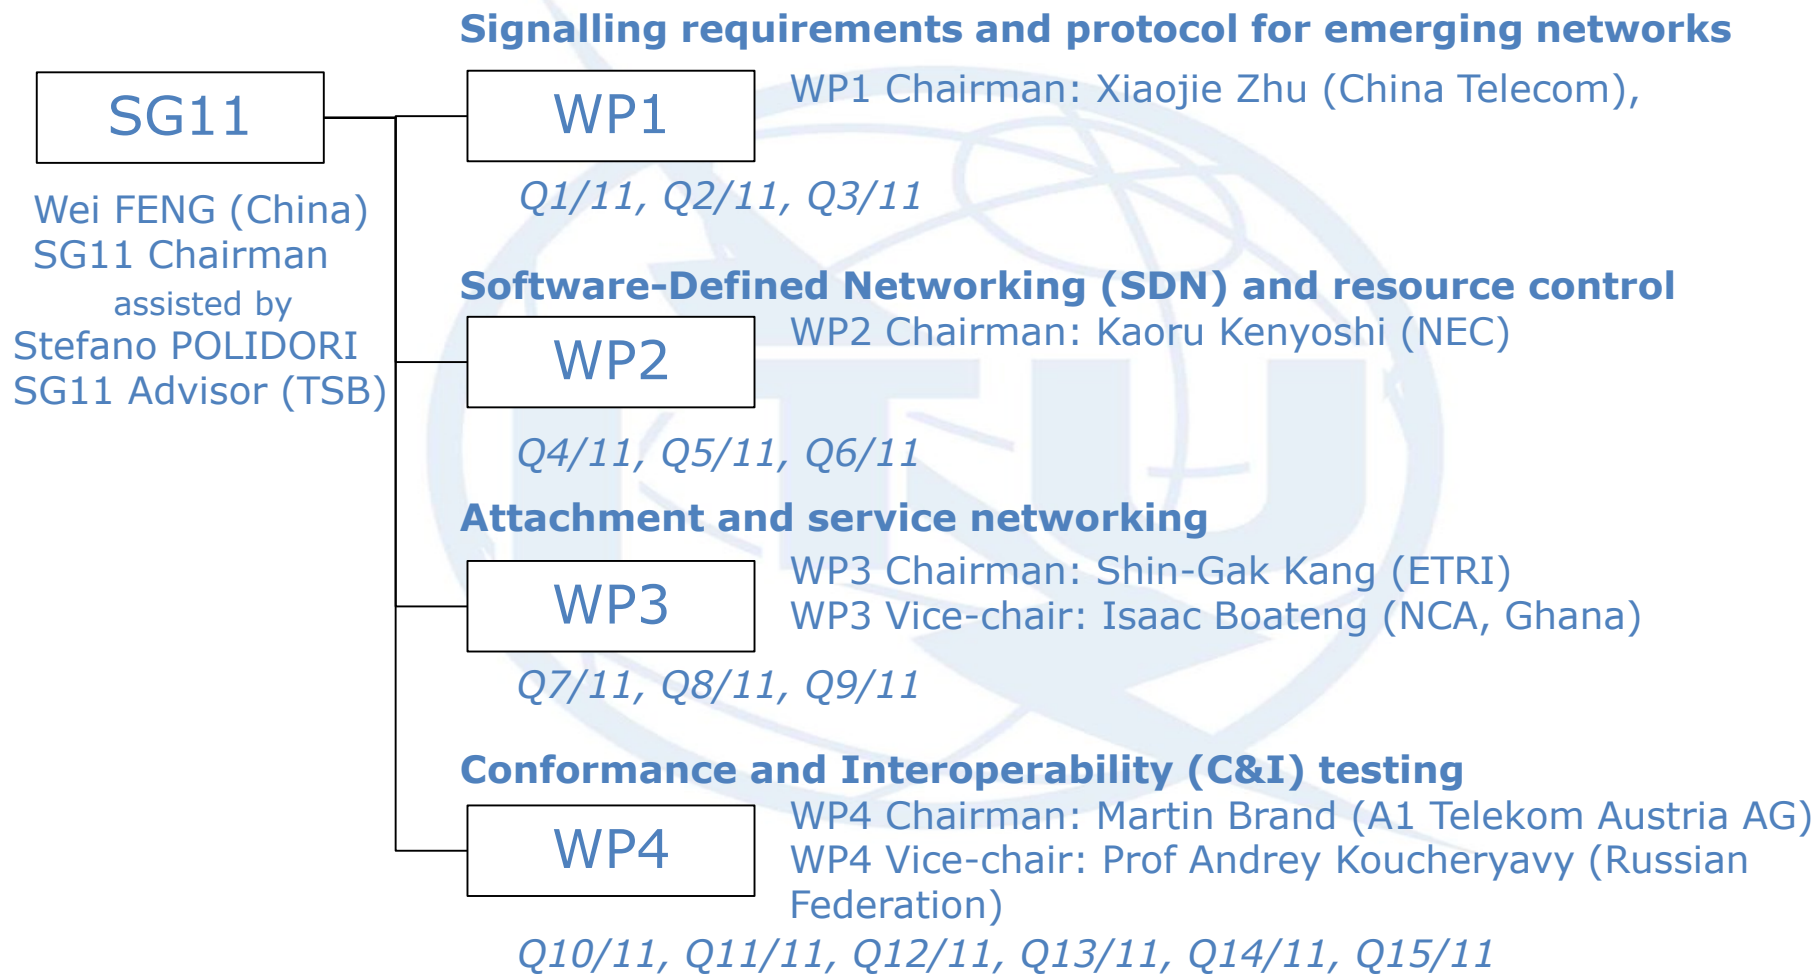 Signalling requirements and protocol for emerging networks
SG11
WP1
WP1 Chairman: Xiaojie Zhu (China Telecom),
Q1/11, Q2/11, Q3/11
Wei FENG (China)
SG11 Chairman
assisted by
Stefano POLIDORI
SG11 Advisor (TSB)
Software-Defined Networking (SDN) and resource control
WP2
WP2 Chairman: Kaoru Kenyoshi (NEC)
Q4/11, Q5/11, Q6/11
Attachment and service networking
WP3
WP3 Chairman: Shin-Gak Kang (ETRI)
WP3 Vice-chair: Isaac Boateng (NCA, Ghana)
Q7/11, Q8/11, Q9/11
Conformance and Interoperability (C&I) testing
WP4
WP4 Chairman: Martin Brand (A1 Telekom Austria AG)
WP4 Vice-chair: Prof Andrey Koucheryavy (Russian
Federation)
Q10/11, Q11/11, Q12/11, Q13/11, Q14/11, Q15/11
ITU